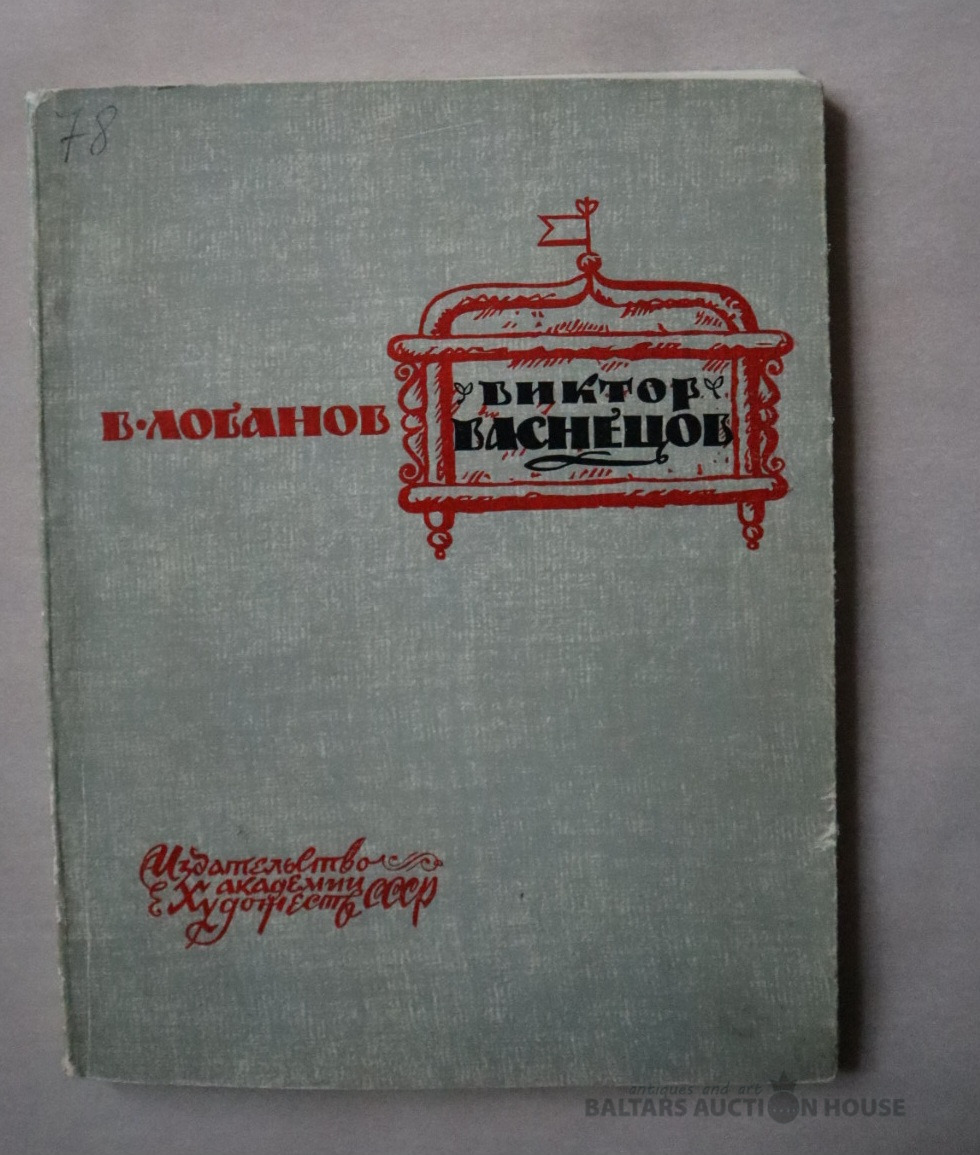 78
В·ЛОБАНОВ
ВИКТОР
ВАСНЕЦОВ
Издательство
академии
Художеств СССР
antiques and art
BALTARS AUCTION HOUSE